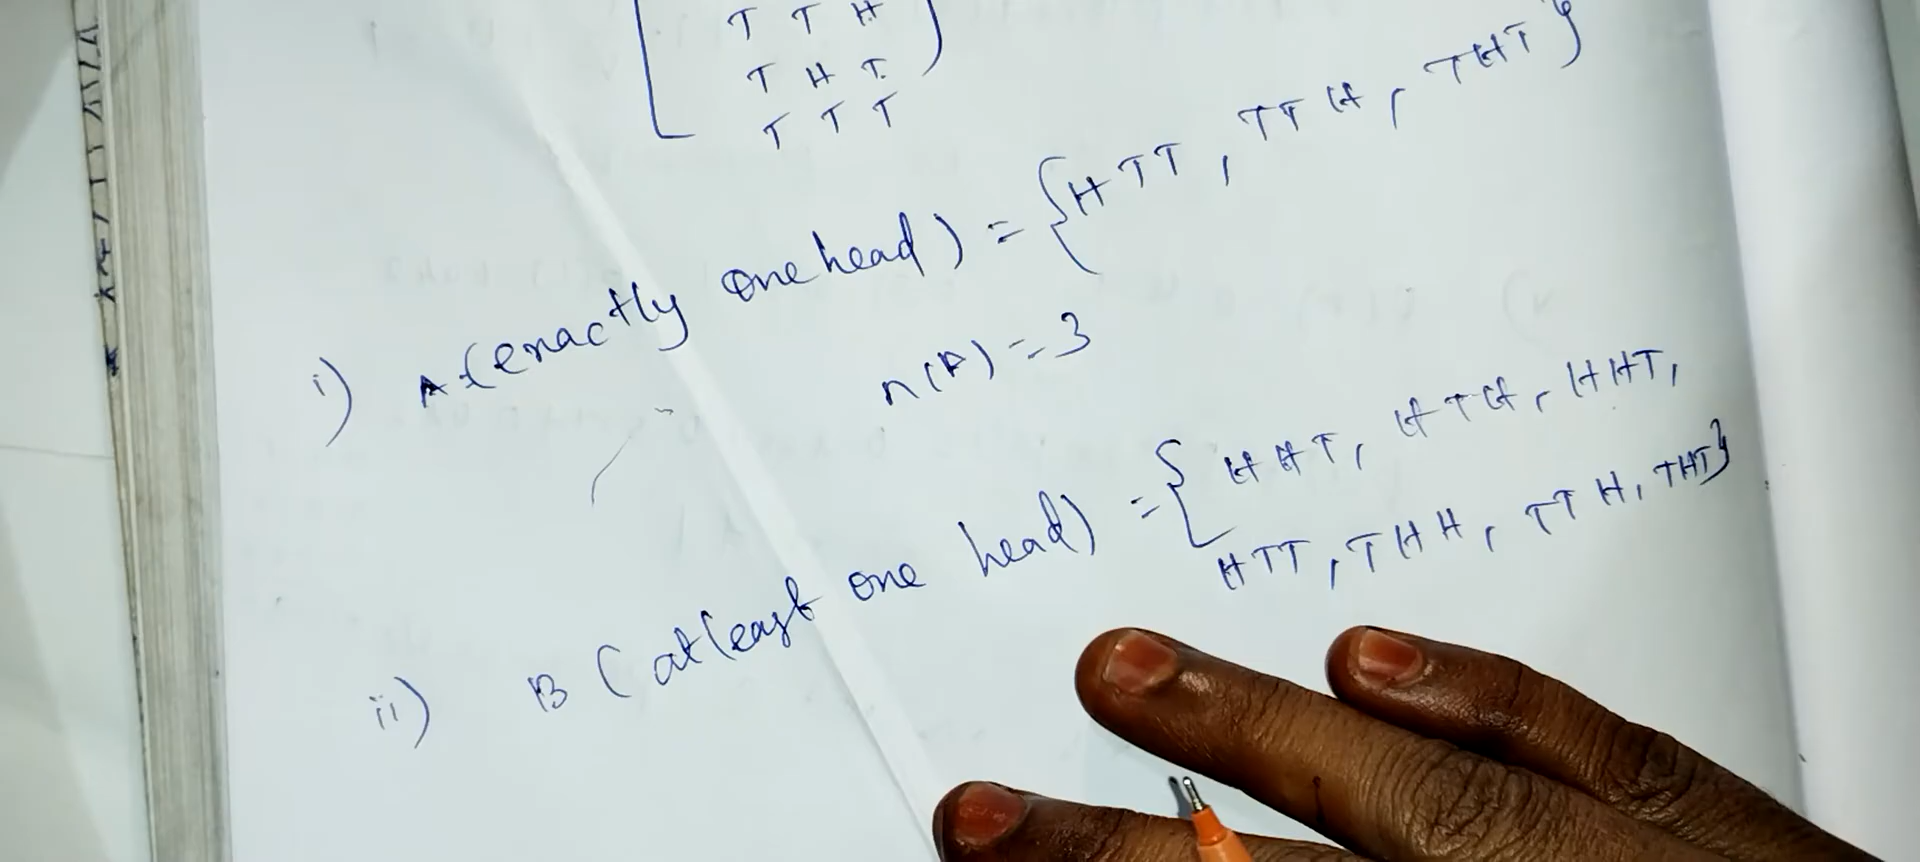 T T H
T H T
T T T
i) A (exactly one head) = {HTT, TTH, THT}
n(A) = 3
ii) B (atleast one head) = {HHT, HTH, HHT,
HTT, THH, TTH, THT}